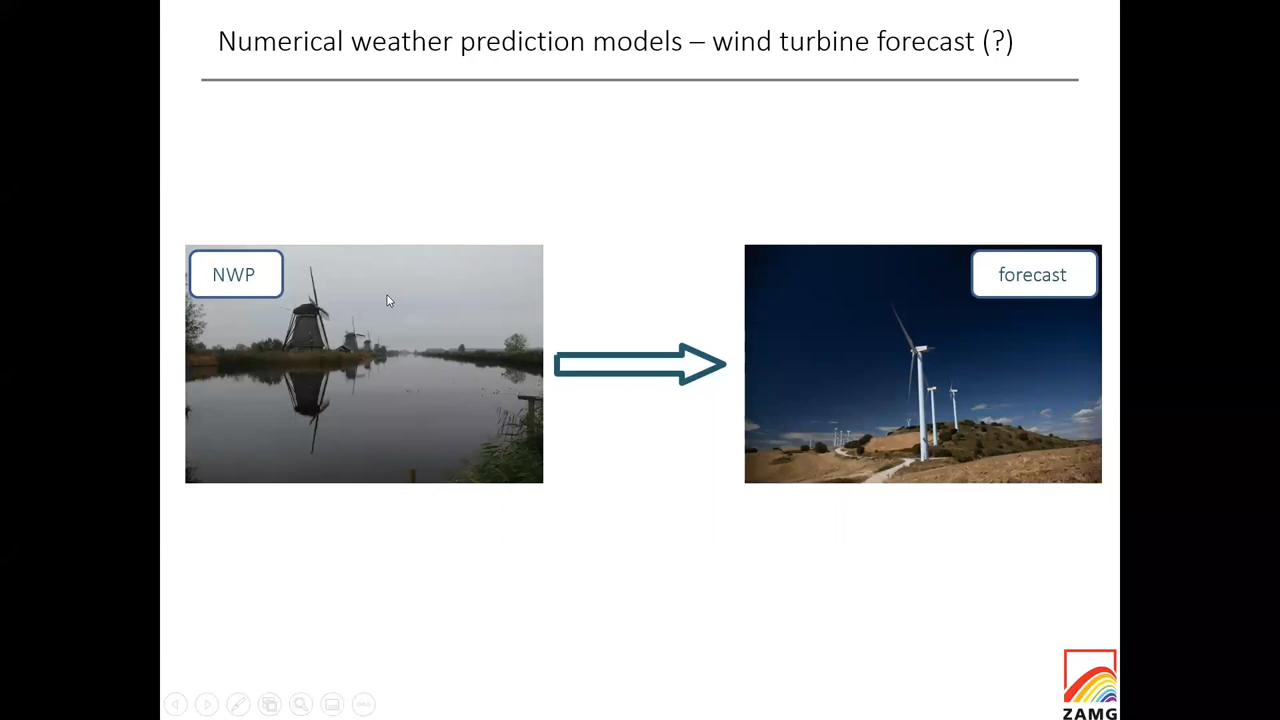 Numerical weather prediction models – wind turbine forecast (?)
NWP
forecast
ZAMG